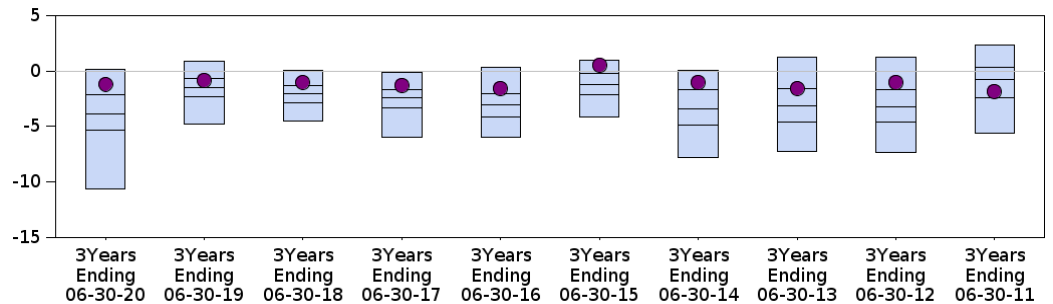 5
0
-5
-10
-15
3Years 3Years 3Years 3Years 3Years 3Years 3Years 3Years 3Years 3Years
Ending Ending Ending Ending Ending Ending Ending Ending Ending Ending
06-30-20 06-30-19 06-30-18 06-30-17 06-30-16 06-30-15 06-30-14 06-30-13 06-30-12 06-30-11